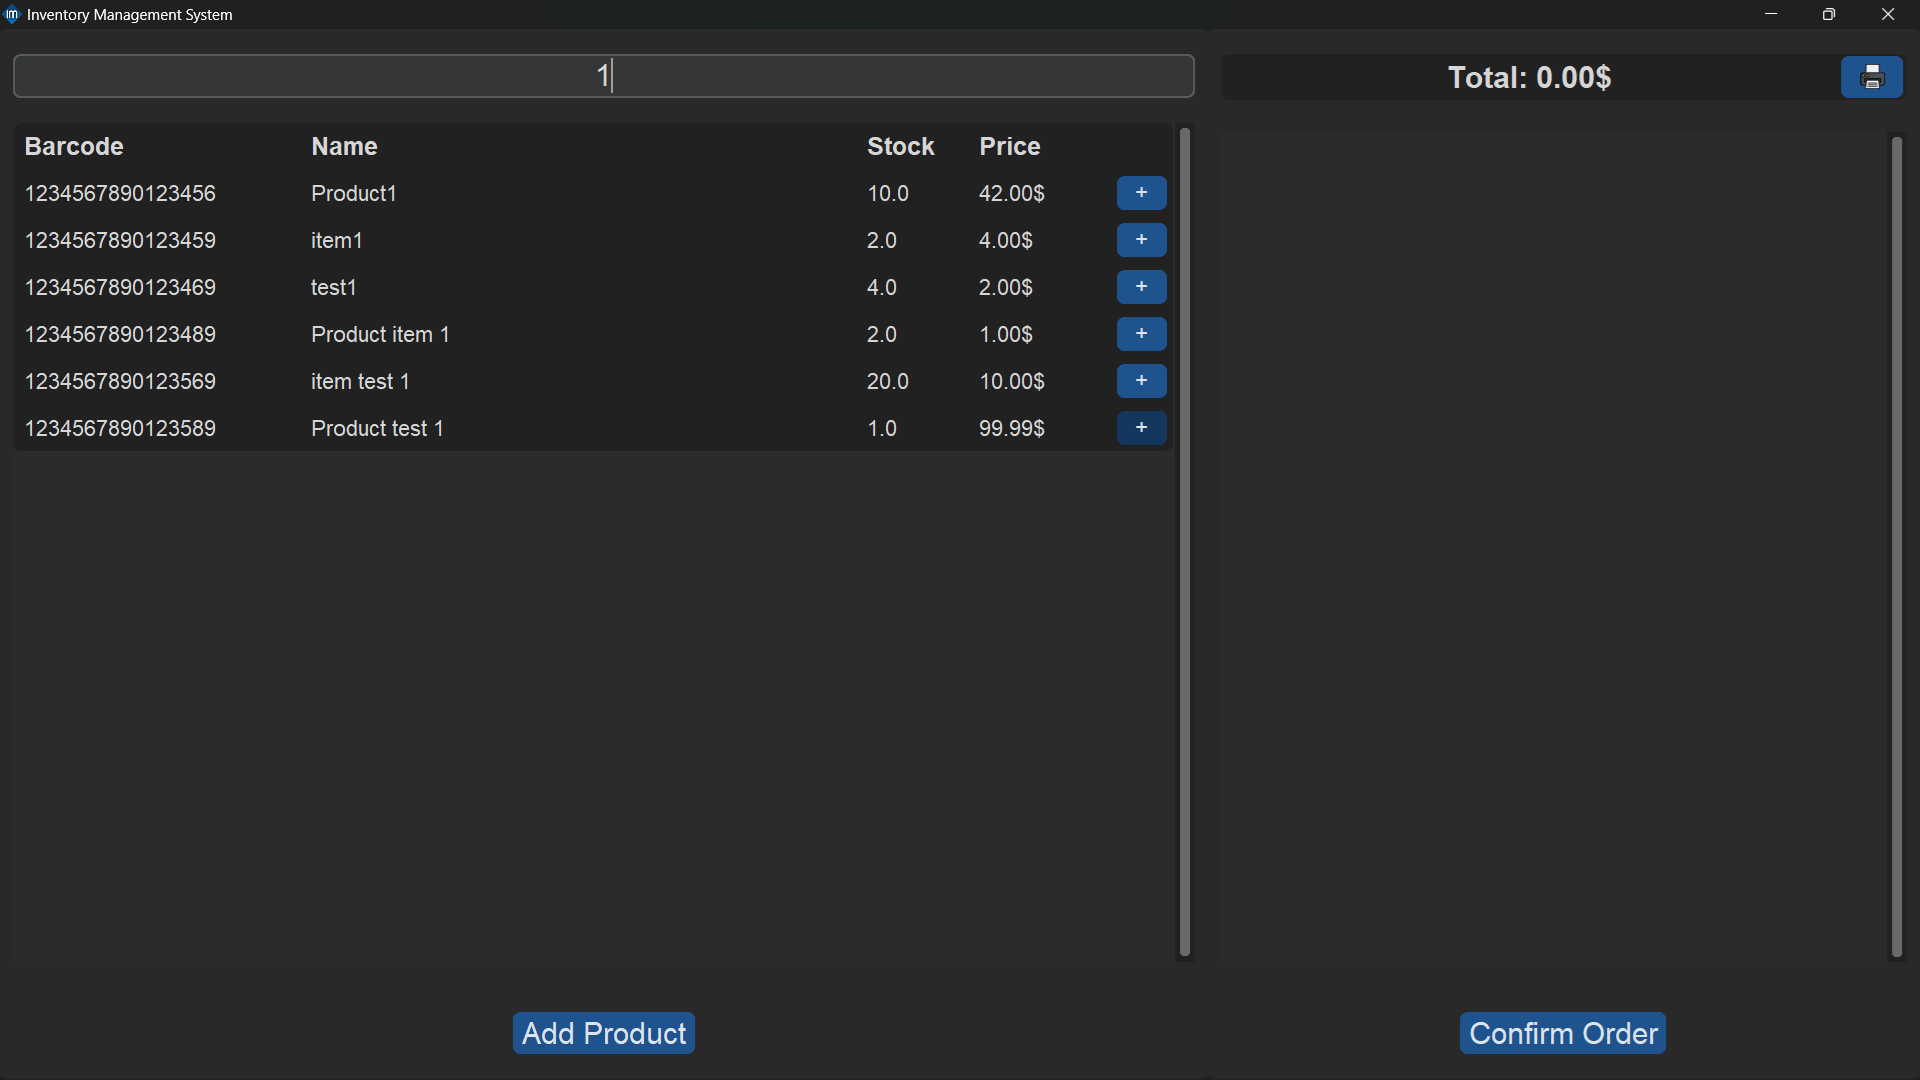 Inventory Management System
1
Total: 0.00$
Barcode Name Stock Price
1234567890123456 Product1 10.0 42.00$ +
1234567890123459 item1 2.0 4.00$ +
1234567890123469 test1 4.0 2.00$ +
1234567890123489 Product item 1 2.0 1.00$ +
1234567890123569 item test 1 20.0 10.00$ +
1234567890123589 Product test 1 1.0 99.99$ +
Add Product
Confirm Order